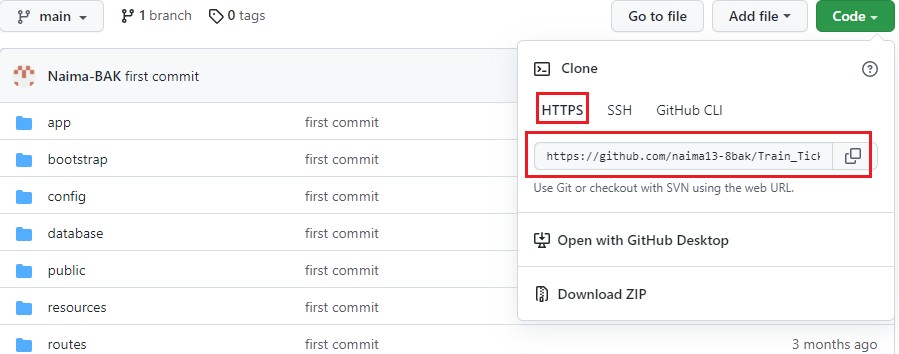 main 1 branch 0 tags Go to file Add file Code
Naima-BAK first commit
Clone
HTTPS SSH GitHub CLI
https://github.com/naima13-8bak/Train_Tick
Use Git or checkout with SVN using the web URL.
Open with GitHub Desktop
Download ZIP
app first commit
bootstrap first commit
config first commit
database first commit
public first commit
resources first commit
routes first commit 3 months ago